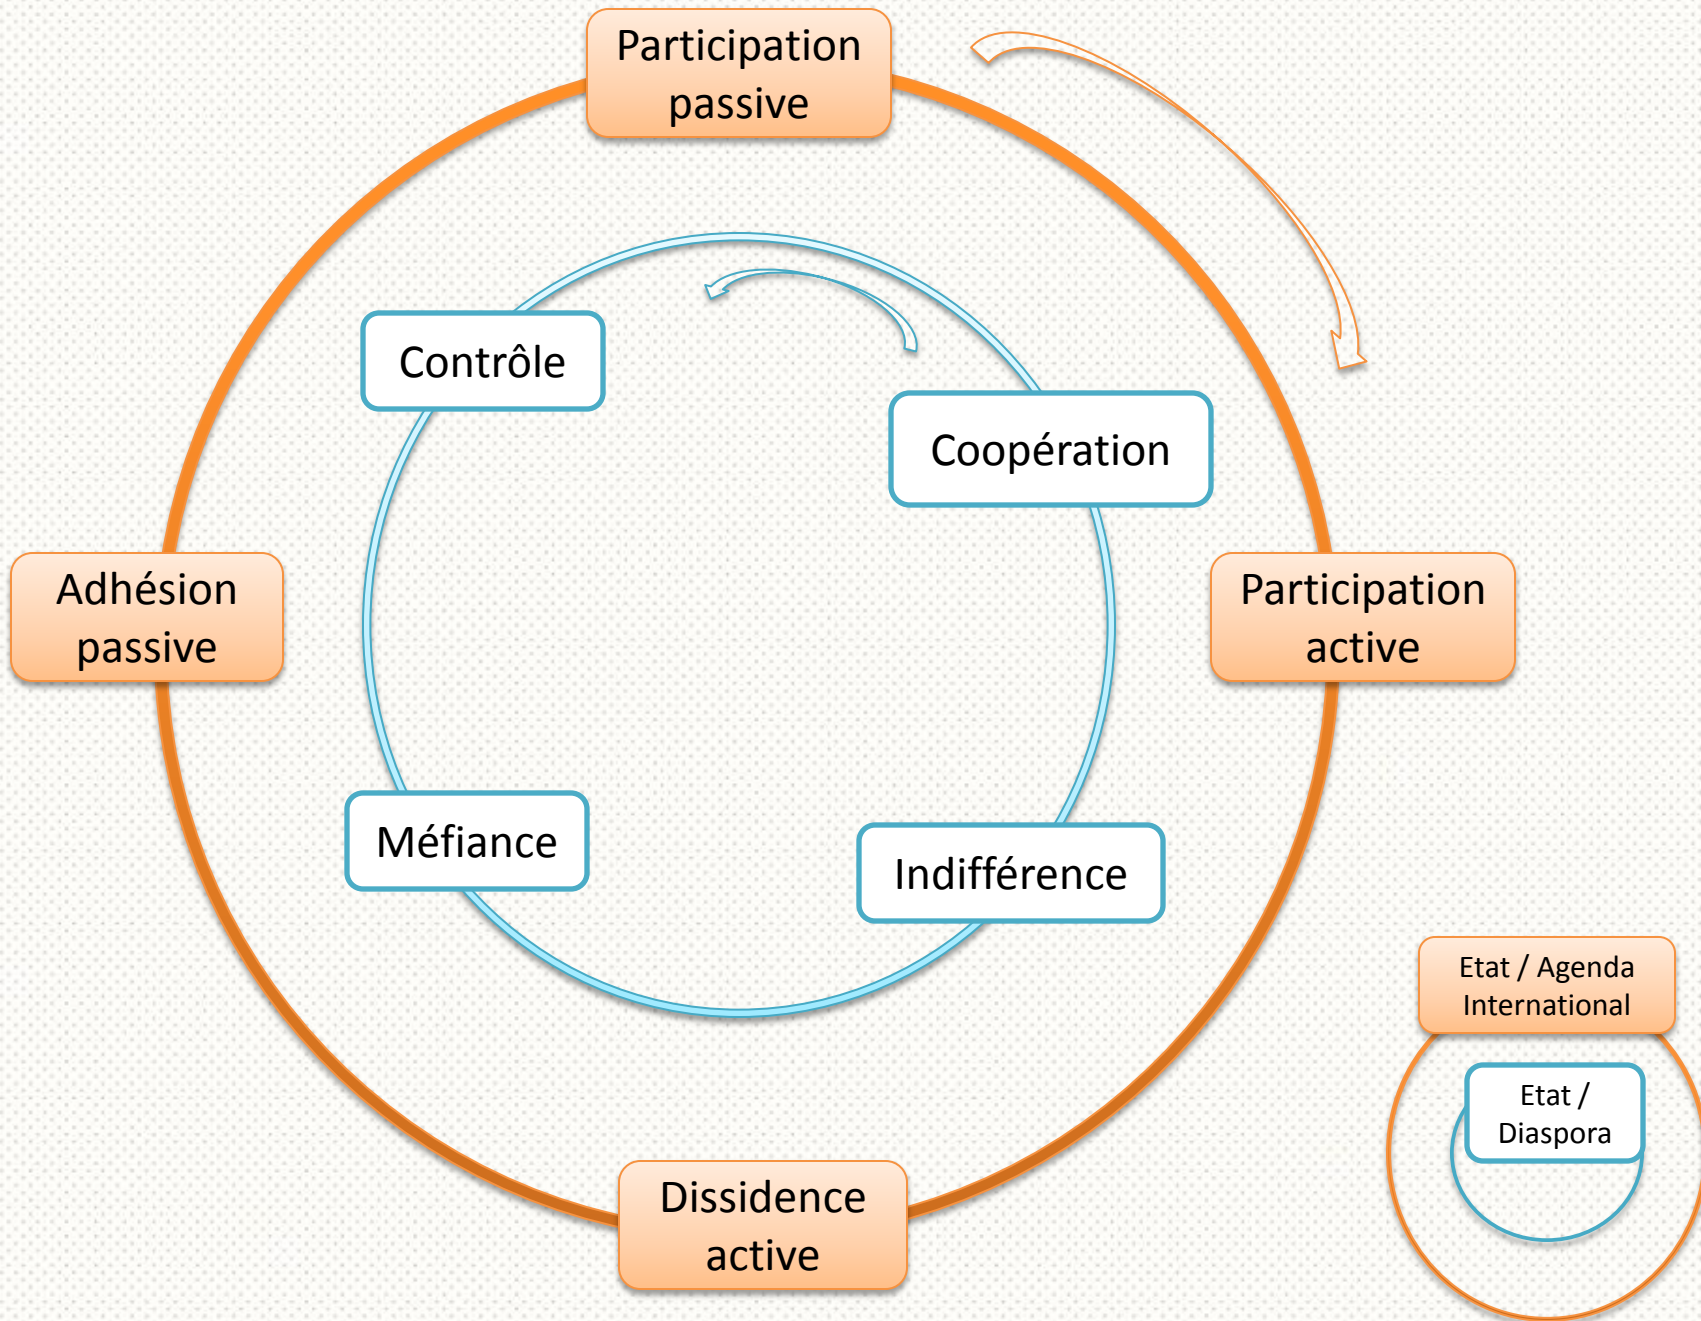 Participation
passive
Contrôle
Coopération
Adhésion
passive
Participation
active
Méfiance
Indifférence
Dissidence
active
Etat / Agenda
International
Etat /
Diaspora